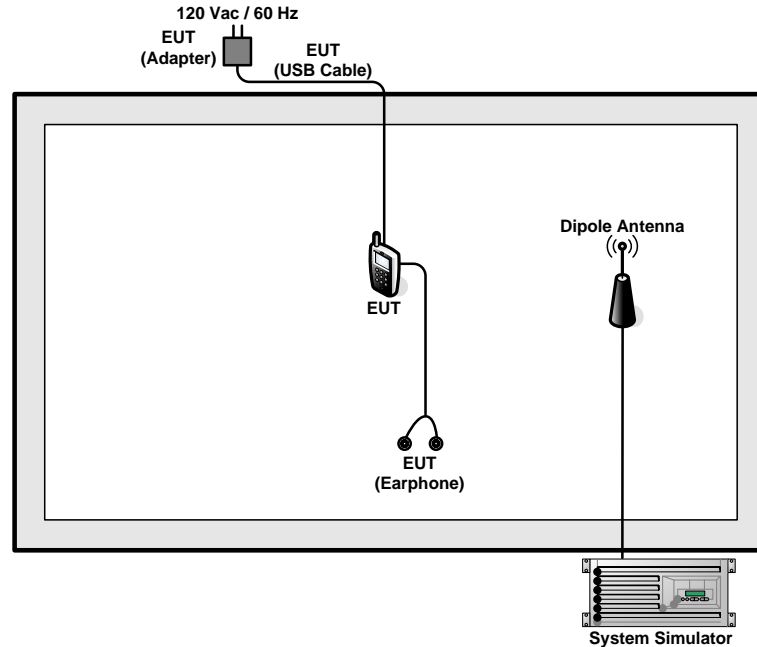 120 Vac / 60 Hz
EUT
(Adapter)
EUT
(USB Cable)
Dipole Antenna
EUT
EUT
(Earphone)
System Simulator